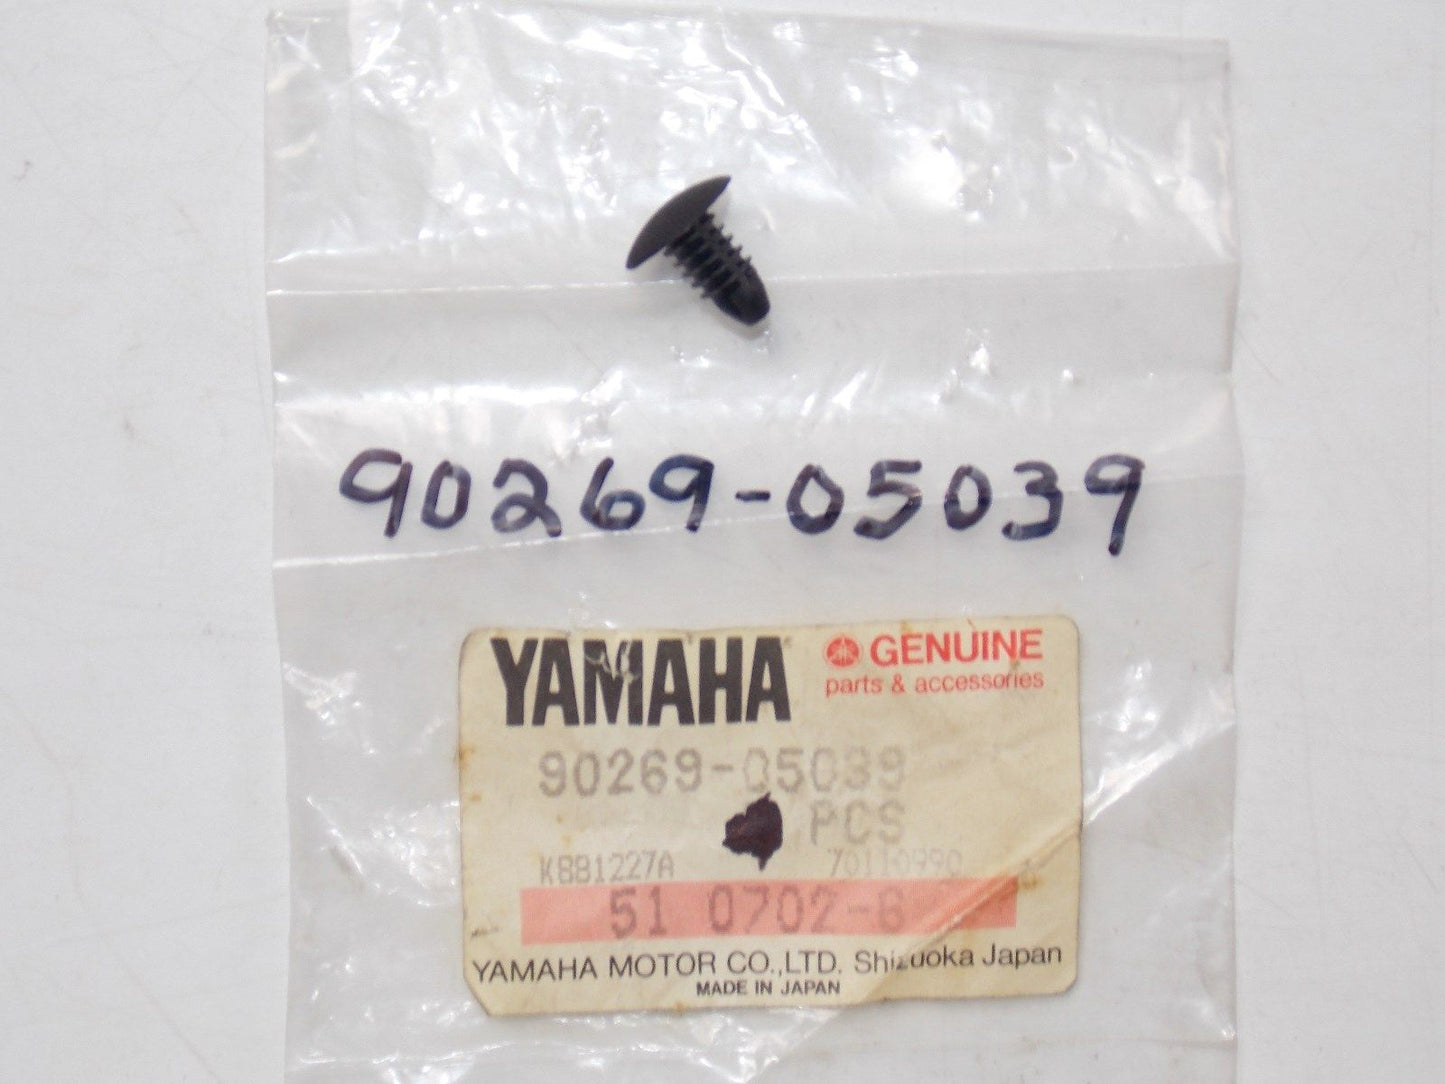 90269-05039
YAMAHA GENUINE
parts & accessories
90269-05039
PCS
K881227A 70110990
51 0702-6
YAMAHA MOTOR CO.,LTD. Shizuoka Japan
MADE IN JAPAN